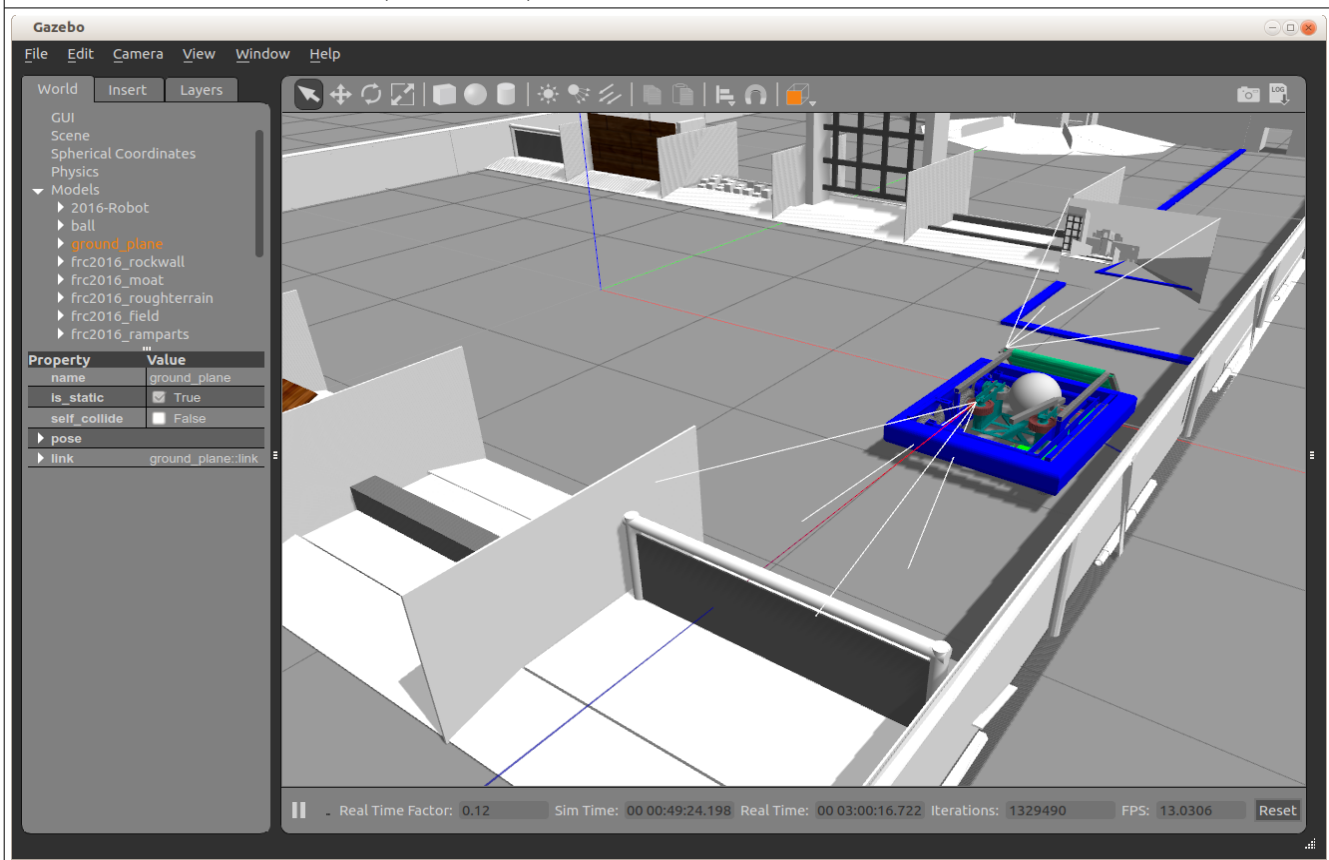 Gazebo
File Edit Camera View Window Help
World Insert Layers
LOG
GUI
Scene
Spherical Coordinates
Physics
Models
2016-Robot
ball
ground_plane
frc2016_rockwall
frc2016_moat
frc2016_roughterrain
frc2016_field
frc2016_ramparts
Property Value
name ground_plane
is_static True
self_collide False
pose
link ground_plane::link
Real Time Factor: 0.12 Sim Time: 00 00:49:24.198 Real Time: 00 03:00:16.722 Iterations: 1329490 FPS: 13.0306 Reset